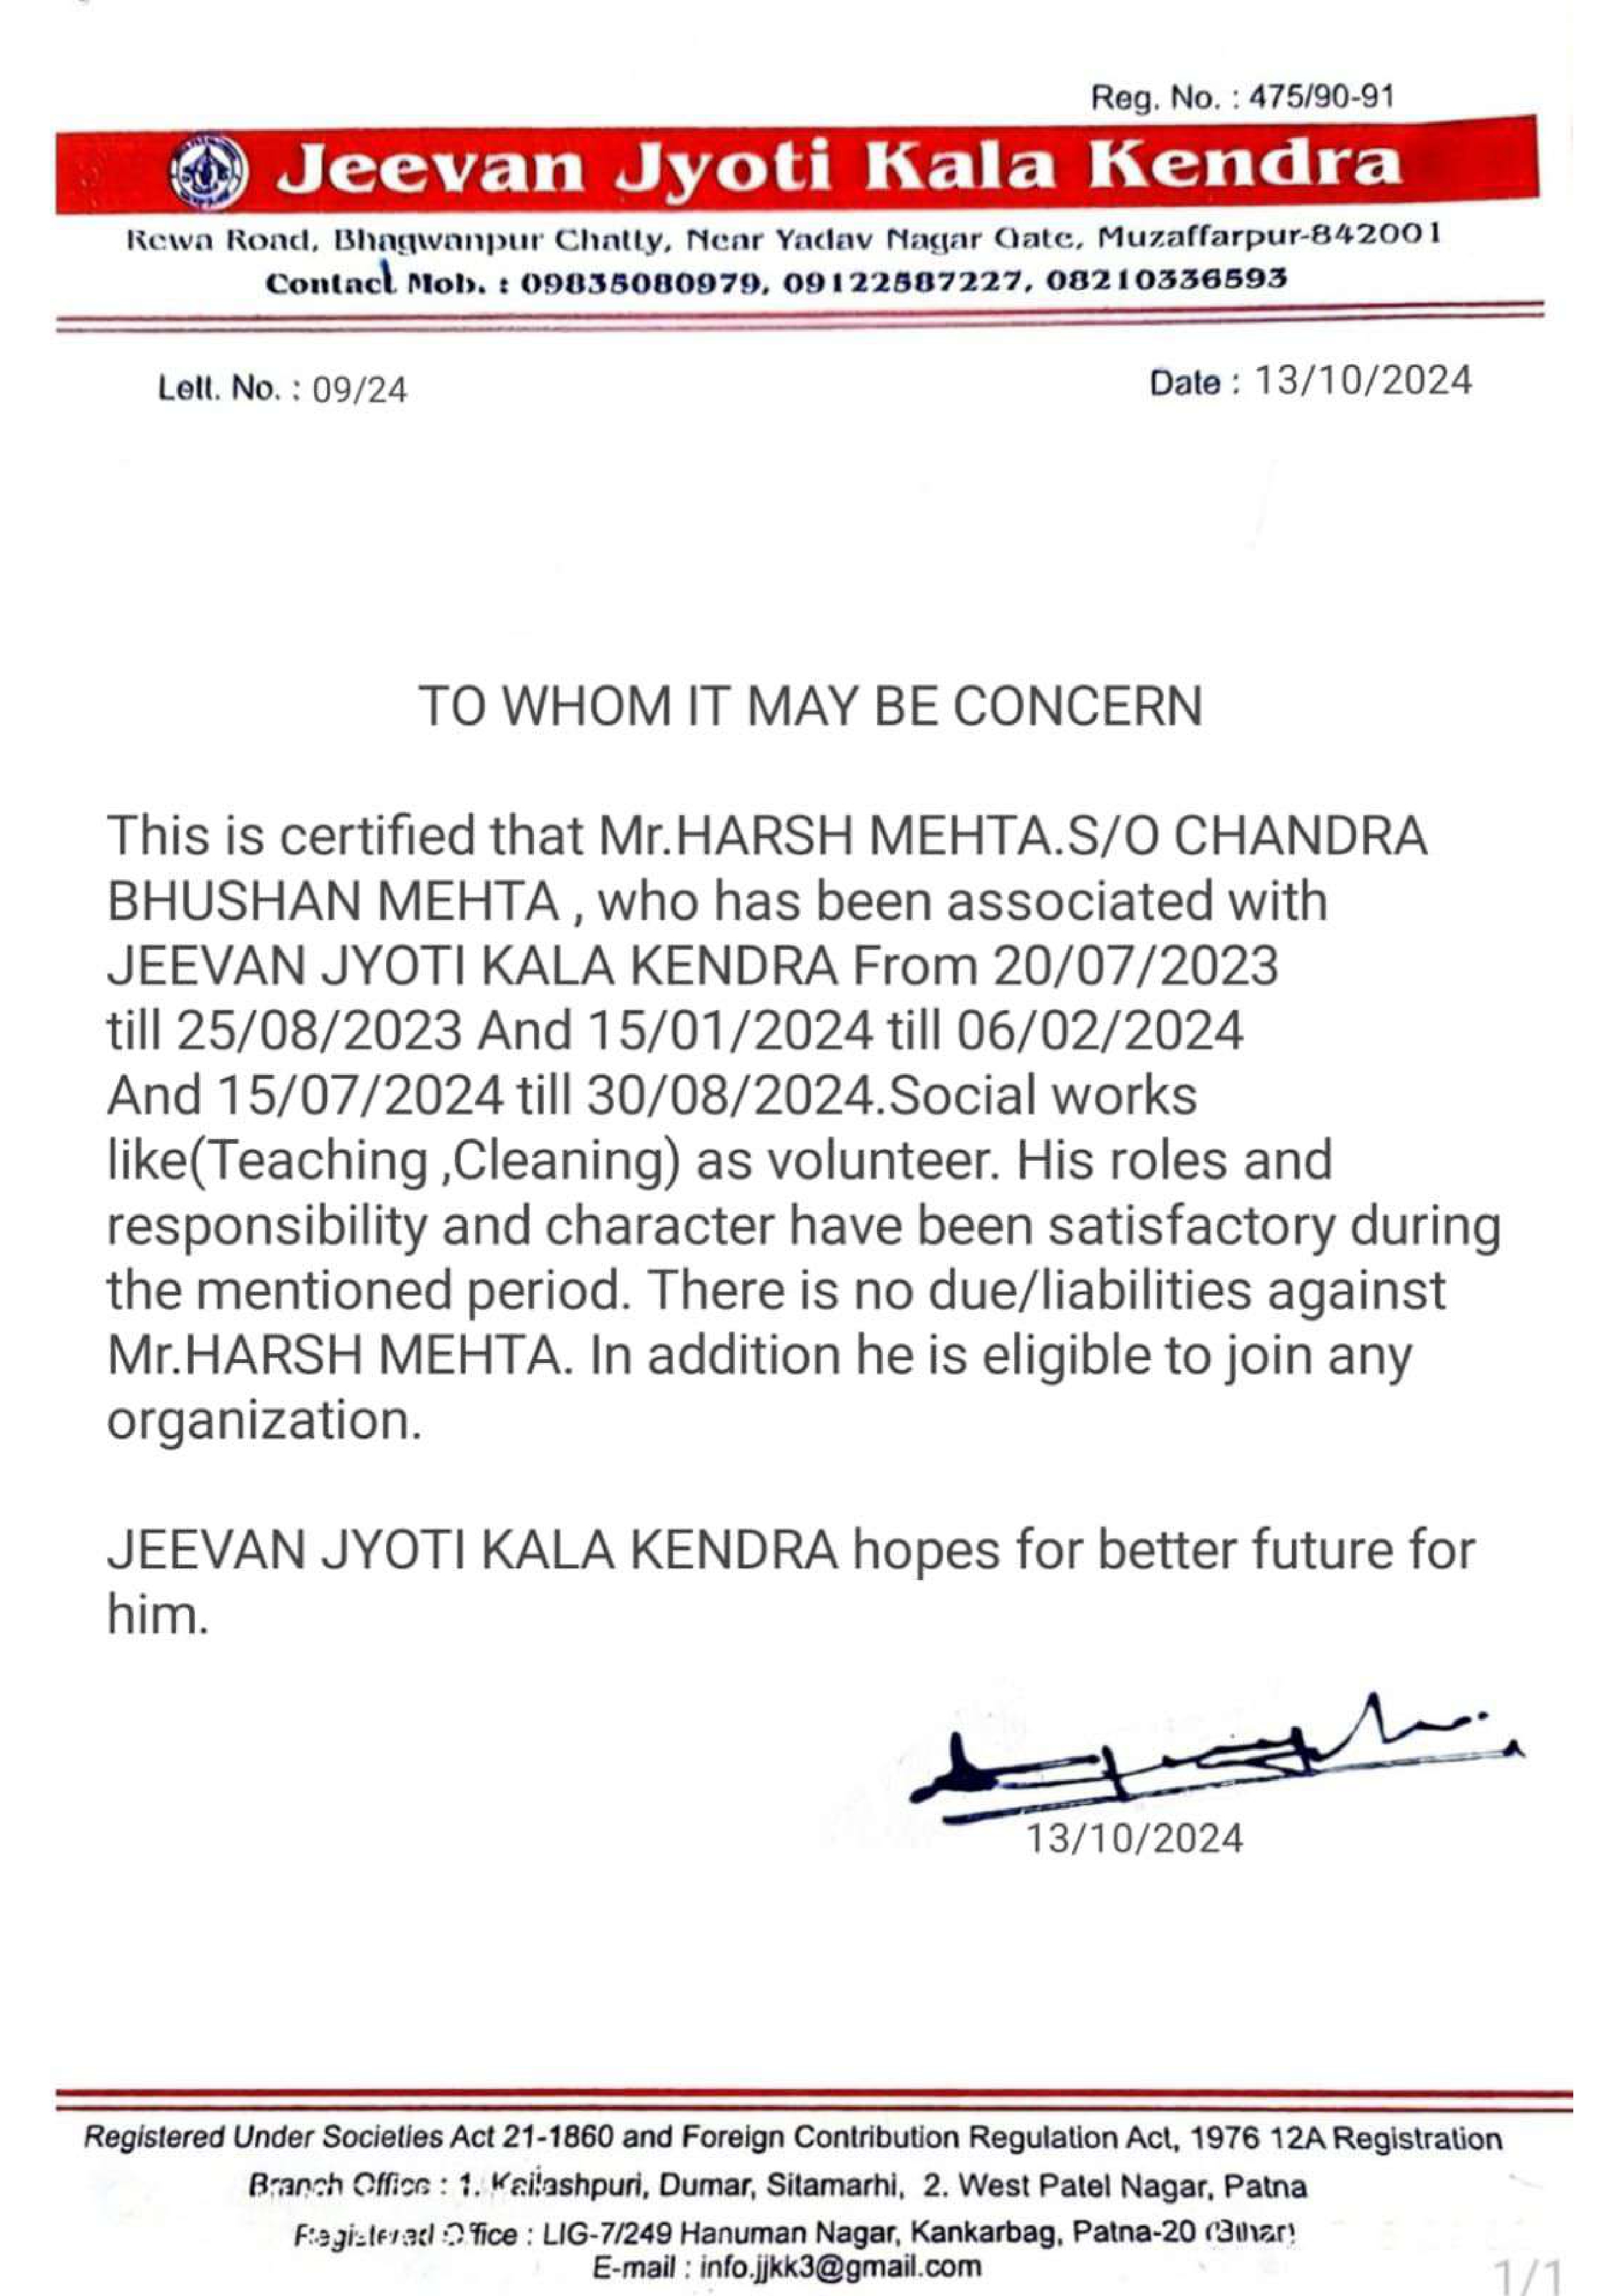 Reg. No. : 475/90-91
Jeevan Jyoti Kala Kendra
Rewa Road, Bhagwanpur Chatty, Near Yadav Nagar Gate, Muzaffarpur-842001
Contact Mob. : 09835080979, 09122587227, 08210336593
Lett. No. : 09/24
Date : 13/10/2024
TO WHOM IT MAY BE CONCERN
This is certified that Mr.HARSH MEHTA.S/O CHANDRA
BHUSHAN MEHTA , who has been associated with
JEEVAN JYOTI KALA KENDRA From 20/07/2023
till 25/08/2023 And 15/01/2024 till 06/02/2024
And 15/07/2024 till 30/08/2024.Social works
like(Teaching ,Cleaning) as volunteer. His roles and
responsibility and character have been satisfactory during
the mentioned period. There is no due/liabilities against
Mr.HARSH MEHTA. In addition he is eligible to join any
organization.
JEEVAN JYOTI KALA KENDRA hopes for better future for
him.
13/10/2024
Registered Under Societies Act 21-1860 and Foreign Contribution Regulation Act, 1976 12A Registration
Branch Office : 1. Kailashpuri, Dumar, Sitamarhi, 2. West Patel Nagar, Patna
Registered Office : LIG-7/249 Hanuman Nagar, Kankarbag, Patna-20 (Bihar)
E-mail : info.jjkk3@gmail.com
1/1